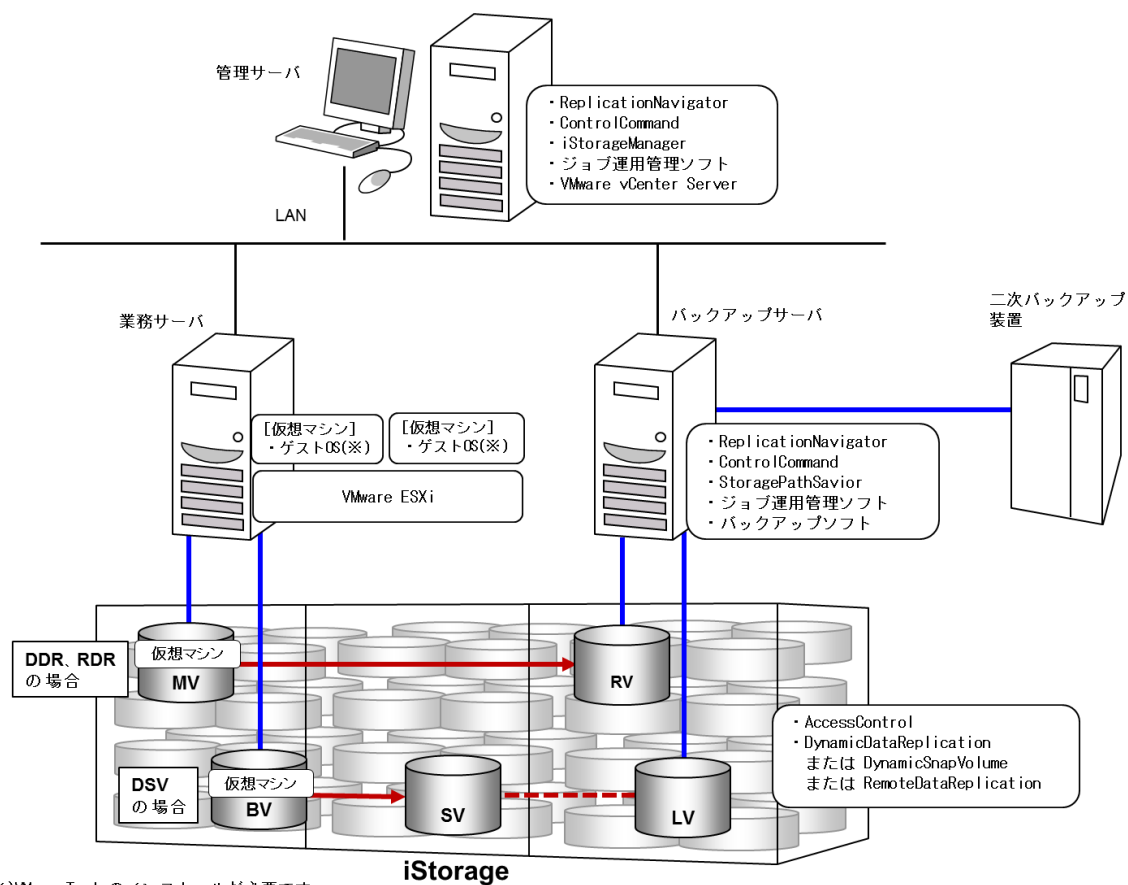 管理サーバ
・ReplicationNavigator
・ControlCommand
・iStorageManager
・ジョブ運用管理ソフト
・VMware vCenter Server
LAN
業務サーバ
バックアップサーバ
二次バックアップ
装置
[仮想マシン]
・ゲストOS(※)
[仮想マシン]
・ゲストOS(※)
VMware ESXi
・ReplicationNavigator
・ControlCommand
・StoragePathSavior
・ジョブ運用管理ソフト
・バックアップソフト
DDR、RDR
の場合
仮想マシン
MV
RV
DSV
の場合
仮想マシン
BV
SV
LV
・AccessControl
・DynamicDataReplication
または DynamicSnapVolume
または RemoteDataReplication
iStorage